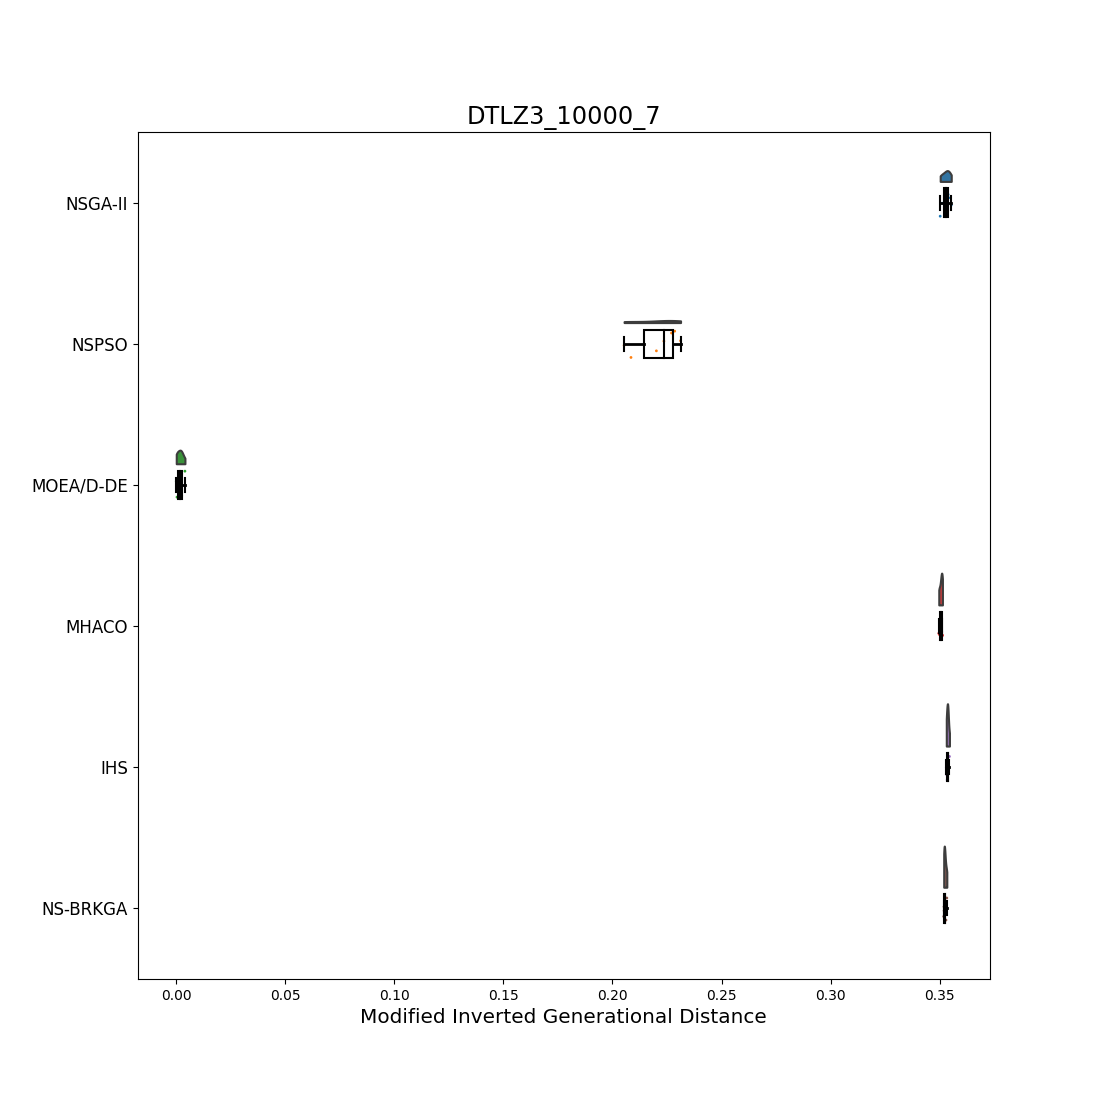 DTLZ3_10000_7
NSGA-II
NSPSO
MOEA/D-DE
MHACO
IHS
NS-BRKGA
0.00 0.05 0.10 0.15 0.20 0.25 0.30 0.35
Modified Inverted Generational Distance